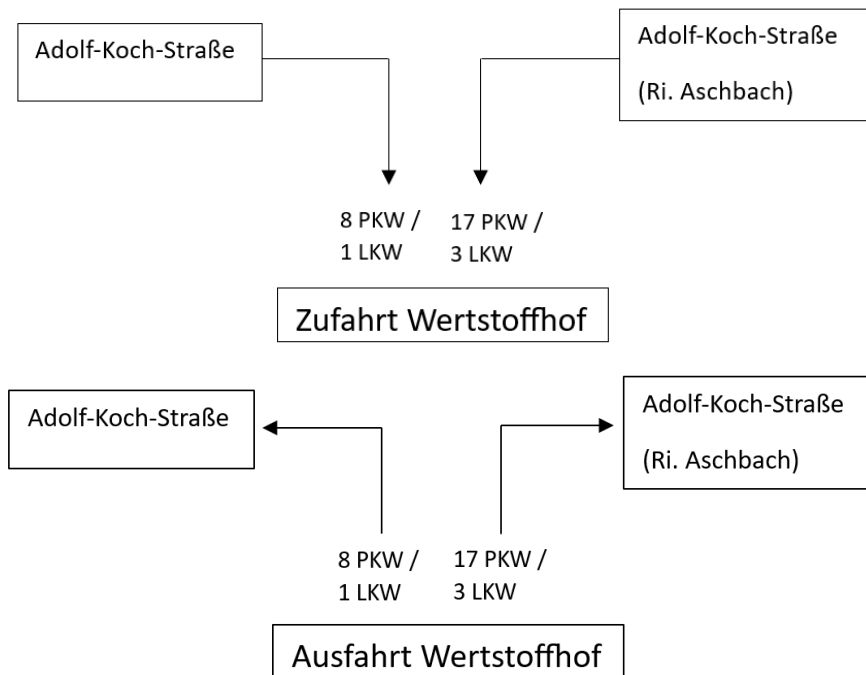 Adolf-Koch-Straße
Adolf-Koch-Straße
(Ri. Aschbach)
8 PKW /
1 LKW
17 PKW /
3 LKW
Zufahrt Wertstoffhof
Adolf-Koch-Straße
Adolf-Koch-Straße
(Ri. Aschbach)
8 PKW /
1 LKW
17 PKW /
3 LKW
Ausfahrt Wertstoffhof